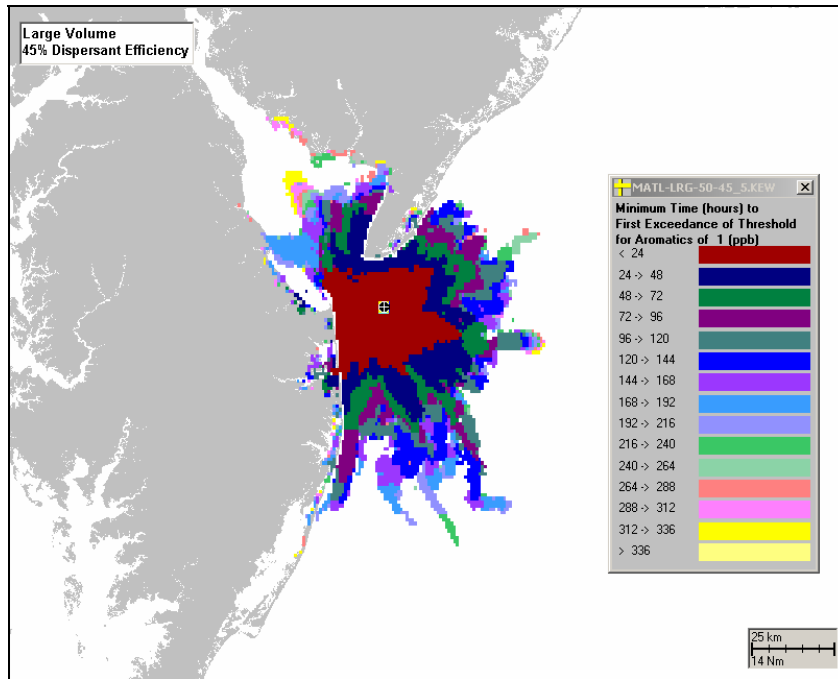 Large Volume
45% Dispersant Efficiency
MATL-LRG-50-45_5.KEW
Minimum Time (hours) to
First Exceedance of Threshold
for Aromatics of 1 (ppb)
< 24
24 -> 48
48 -> 72
72 -> 96
96 -> 120
120 -> 144
144 -> 168
168 -> 192
192 -> 216
216 -> 240
240 -> 264
264 -> 288
288 -> 312
312 -> 336
> 336
25 km
14 Nm